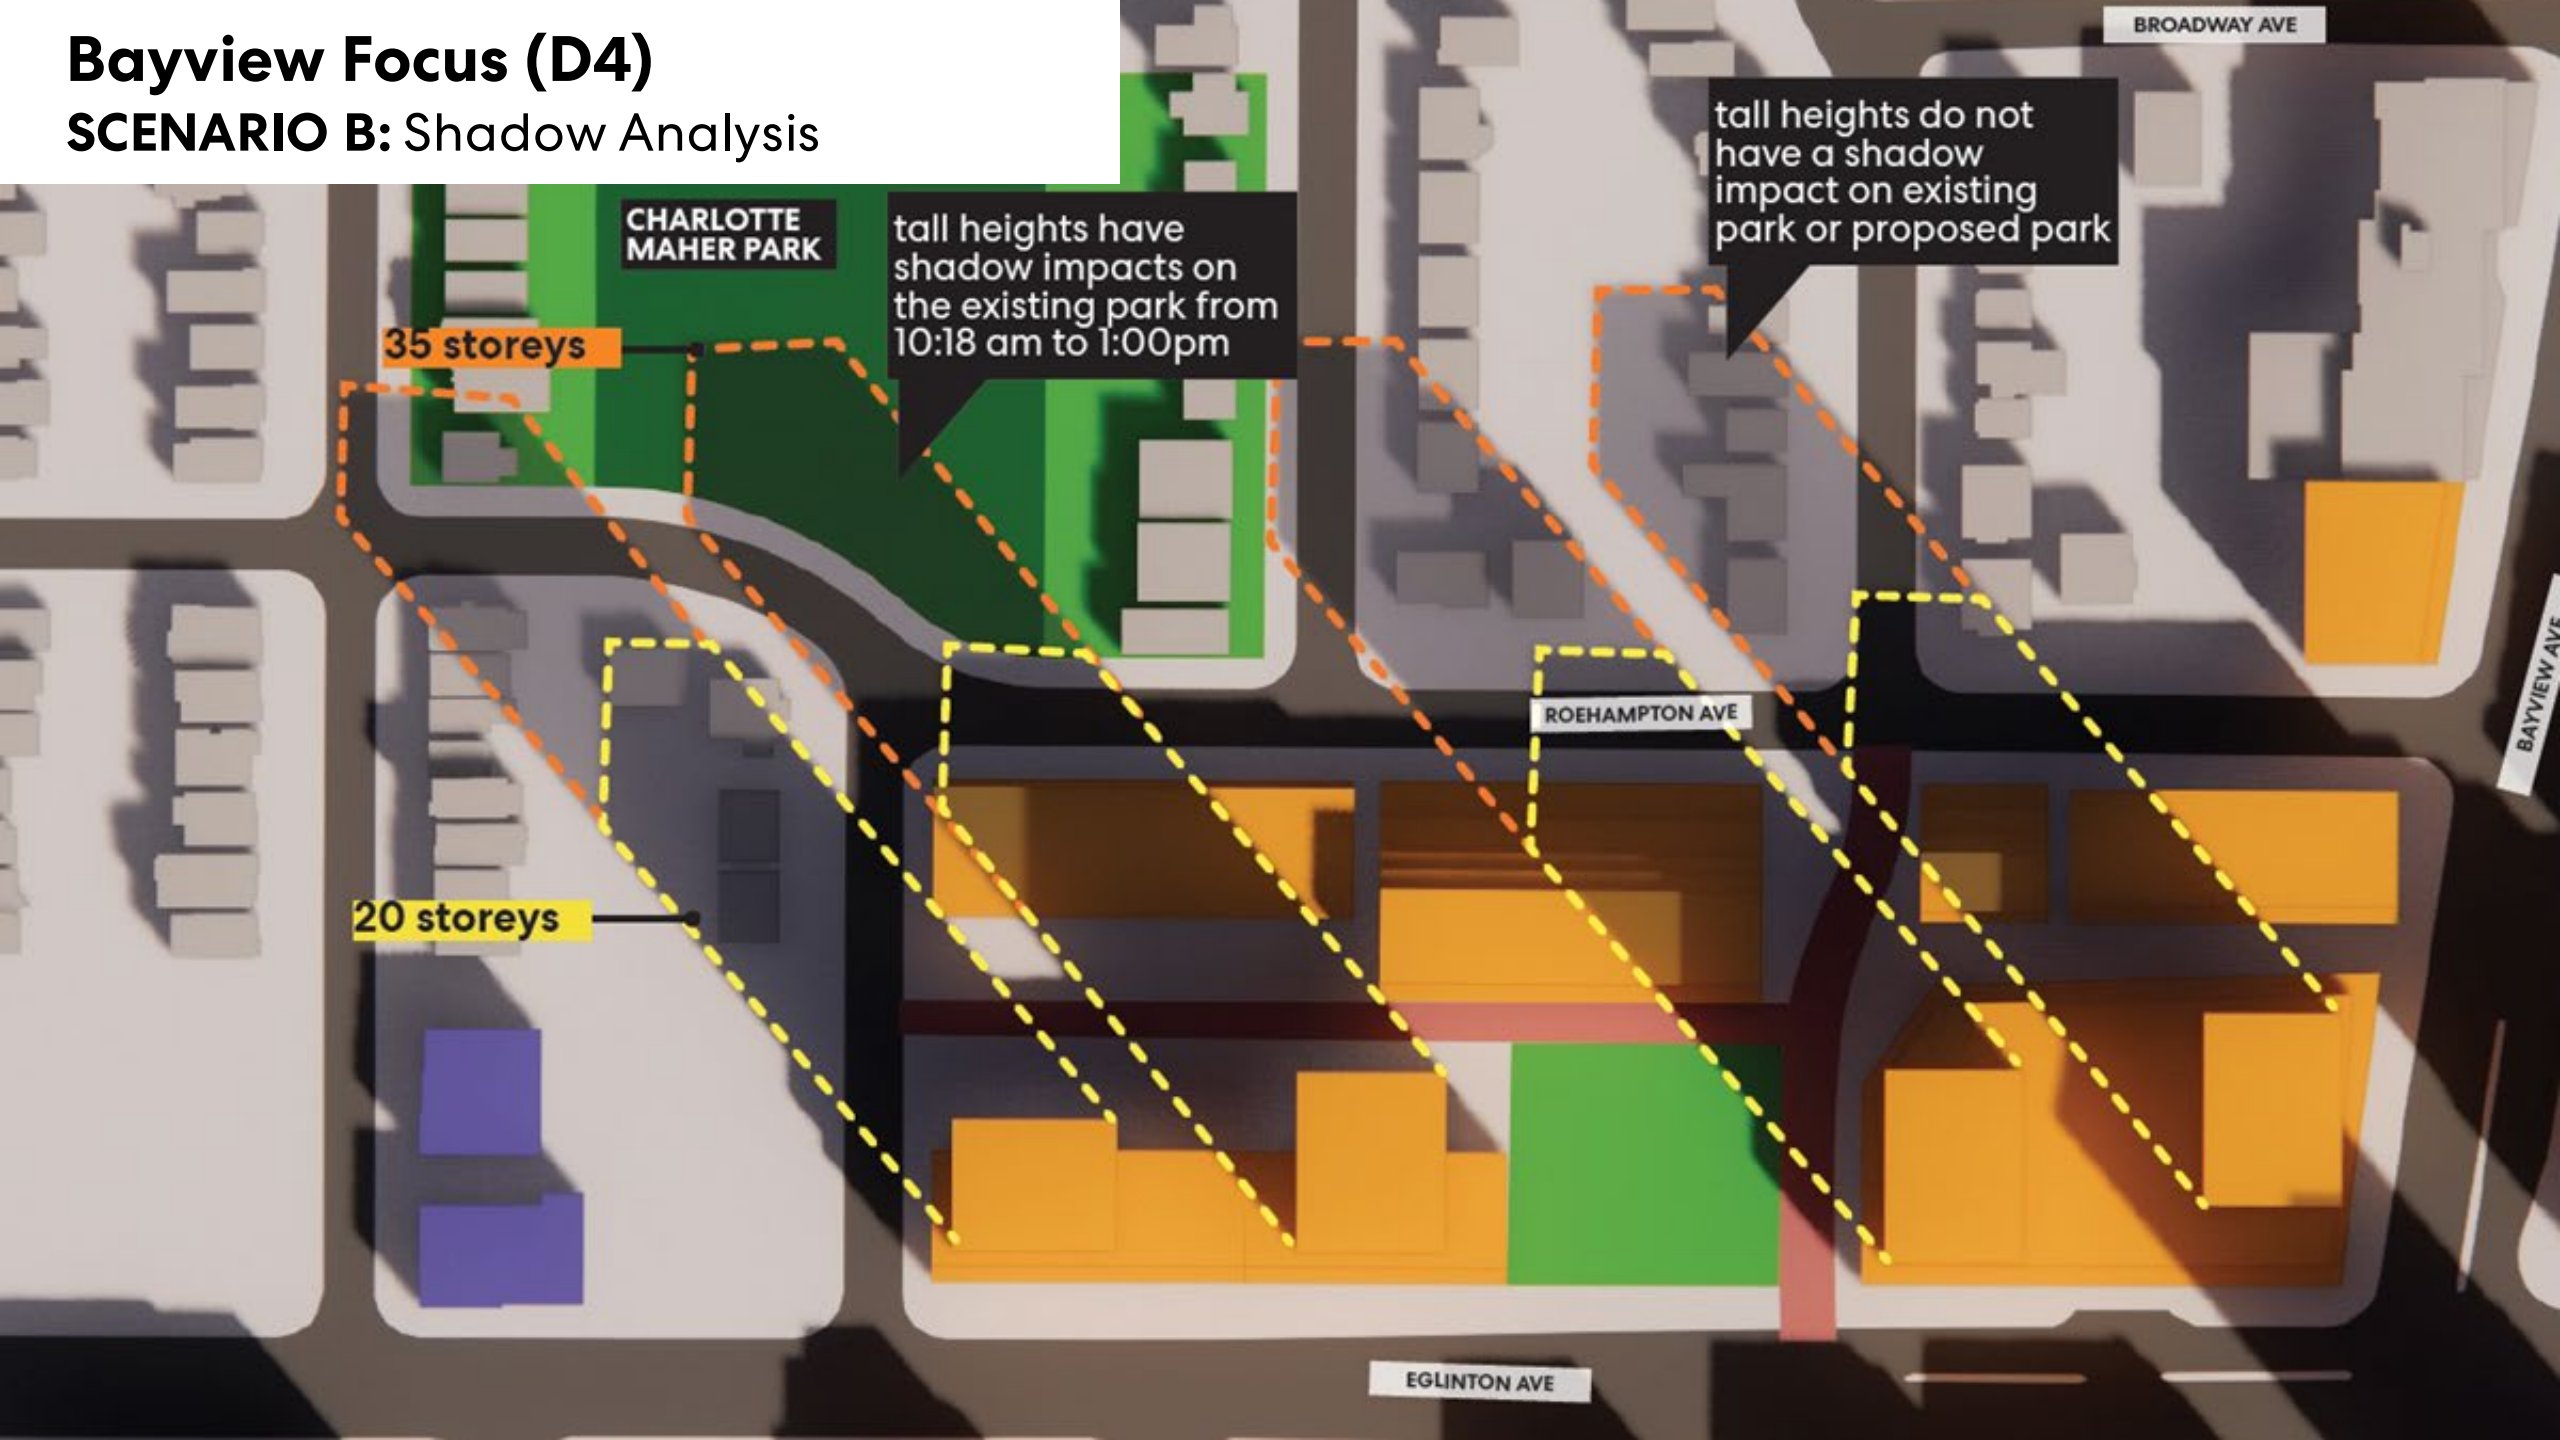 Bayview Focus (D4)
SCENARIO B: Shadow Analysis
BROADWAY AVE
tall heights do not
have a shadow
impact on existing
park or proposed park
CHARLOTTE
MAHER PARK
tall heights have
shadow impacts on
the existing park from
10:18 am to 1:00pm
35 storeys
BAYVIEW AVE
ROEHAMPTON AVE
20 storeys
EGLINTON AVE